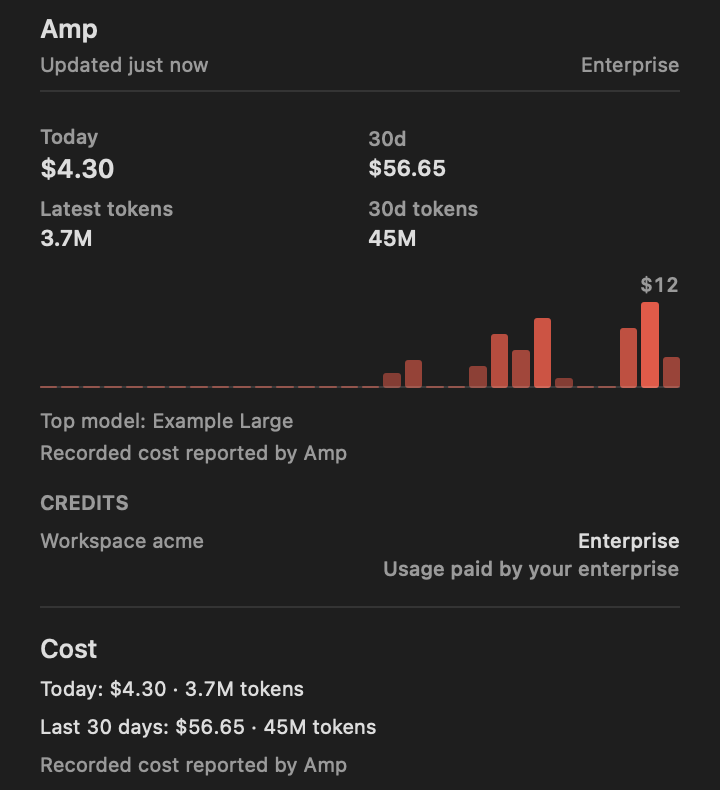 Amp
Updated just now Enterprise
Today 30d
$4.30 $56.65
Latest tokens 30d tokens
3.7M 45M
$12
Top model: Example Large
Recorded cost reported by Amp
CREDITS
Workspace acme Enterprise
Usage paid by your enterprise
Cost
Today: $4.30 · 3.7M tokens
Last 30 days: $56.65 · 45M tokens
Recorded cost reported by Amp